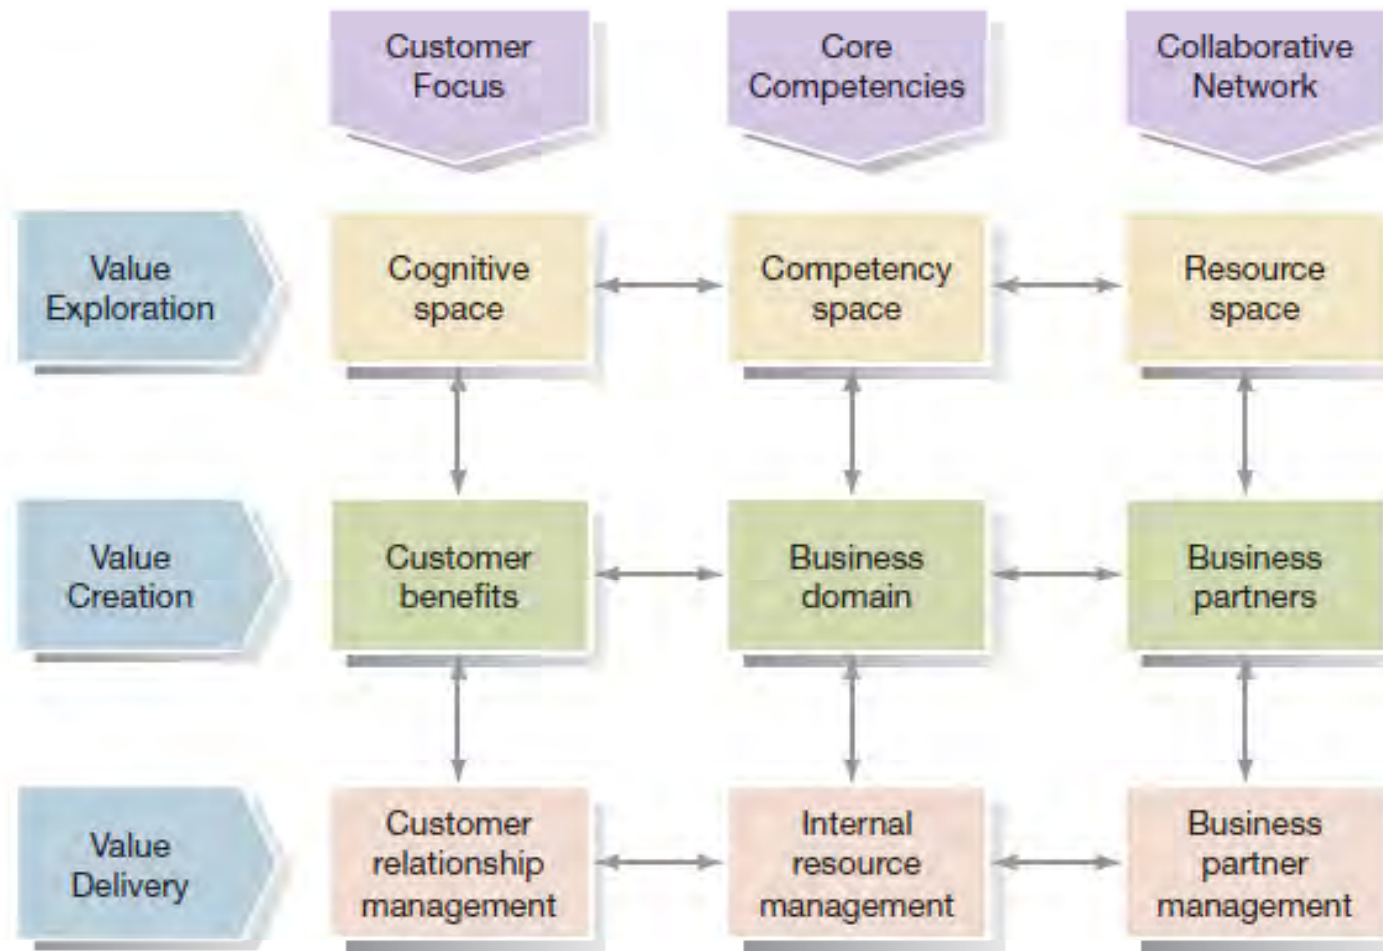 Customer
Focus
Core
Competencies
Collaborative
Network
Value
Exploration
Cognitive
space
Competency
space
Resource
space
Value
Creation
Customer
benefits
Business
domain
Business
partners
Value
Delivery
Customer
relationship
management
Internal
resource
management
Business
partner
management